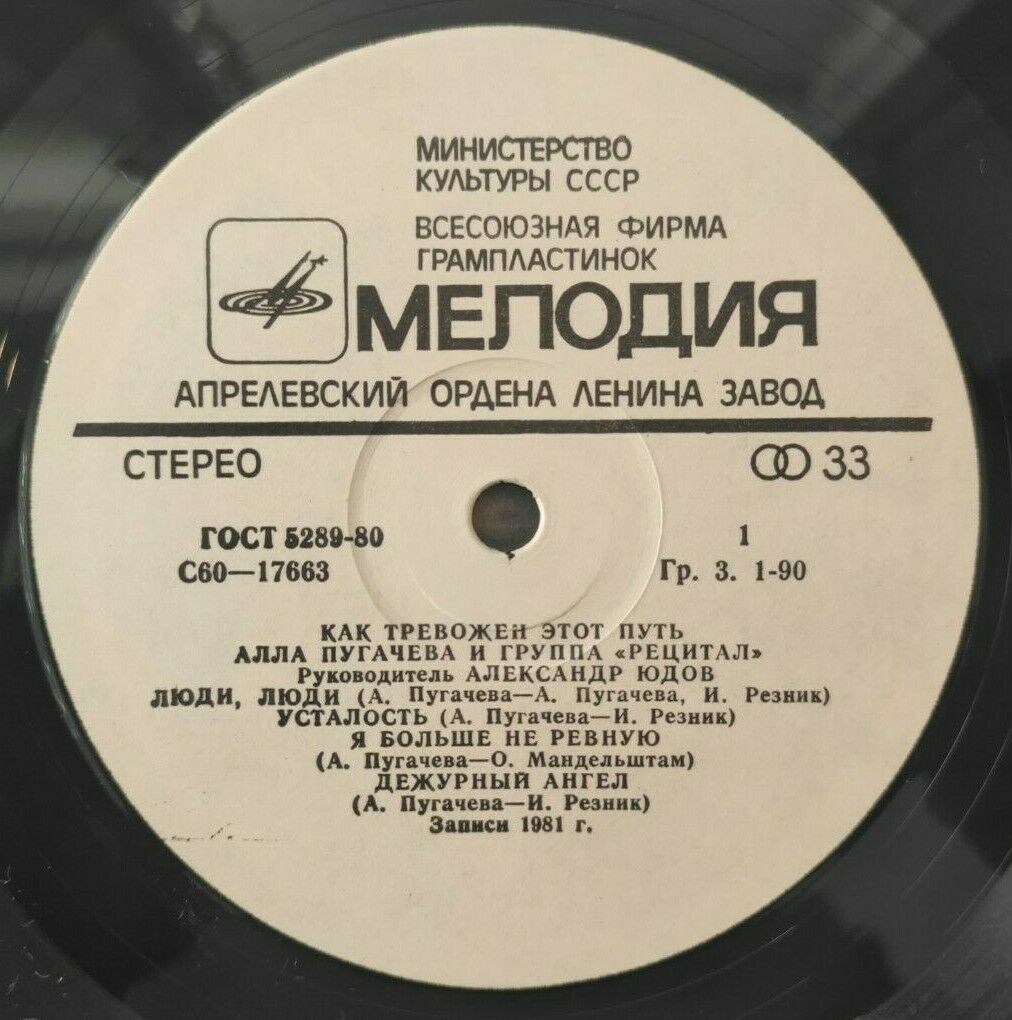 МИНИСТЕРСТВО
КУЛЬТУРЫ СССР
ВСЕСОЮЗНАЯ ФИРМА
ГРАМПЛАСТИНОК
МЕЛОДИЯ
АПРЕЛЕВСКИЙ ОРДЕНА ЛЕНИНА ЗАВОД
СТЕРЕО 33
ГОСТ 5289-80 1
С60—17663 Гр. 3. 1-90
КАК ТРЕВОЖЕН ЭТОТ ПУТЬ
АЛЛА ПУГАЧЕВА И ГРУППА «РЕЦИТАЛ»
Руководитель АЛЕКСАНДР ЮДОВ
ЛЮДИ, ЛЮДИ (А. Пугачева—А. Пугачева, И. Резник)
УСТАЛОСТЬ (А. Пугачева—И. Резник)
Я БОЛЬШЕ НЕ РЕВНУЮ
(А. Пугачева—О. Мандельштам)
ДЕЖУРНЫЙ АНГЕЛ
(А. Пугачева—И. Резник)
Записи 1981 г.